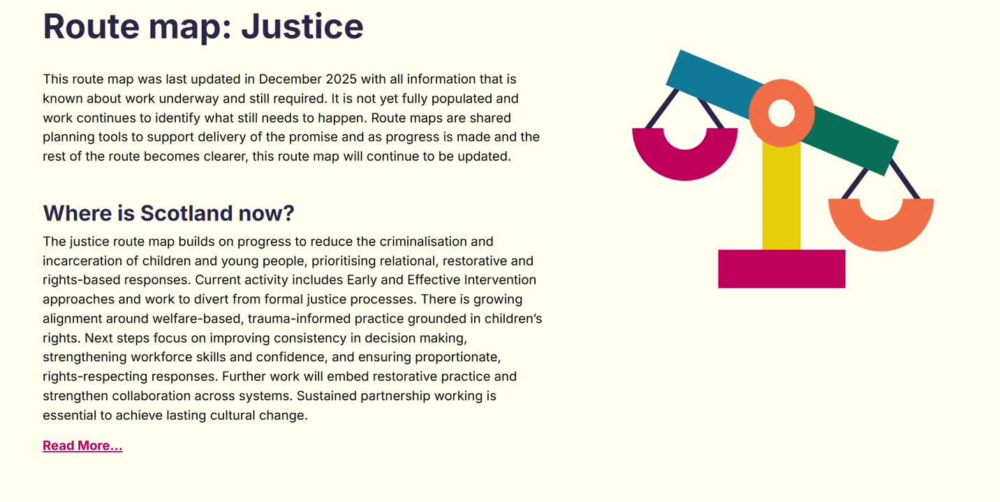 Route map: Justice
This route map was last updated in December 2025 with all information that is
known about work underway and still required. It is not yet fully populated and
work continues to identify what still needs to happen. Route maps are shared
planning tools to support delivery of the promise and as progress is made and the
rest of the route becomes clearer, this route map will continue to be updated.
Where is Scotland now?
The justice route map builds on progress to reduce the criminalisation and
incarceration of children and young people, prioritising relational, restorative and
rights-based responses. Current activity includes Early and Effective Intervention
approaches and work to divert from formal justice processes. There is growing
alignment around welfare-based, trauma-informed practice grounded in children’s
rights. Next steps focus on improving consistency in decision making,
strengthening workforce skills and confidence, and ensuring proportionate,
rights-respecting responses. Further work will embed restorative practice and
strengthen collaboration across systems. Sustained partnership working is
essential to achieve lasting cultural change.
Read More...